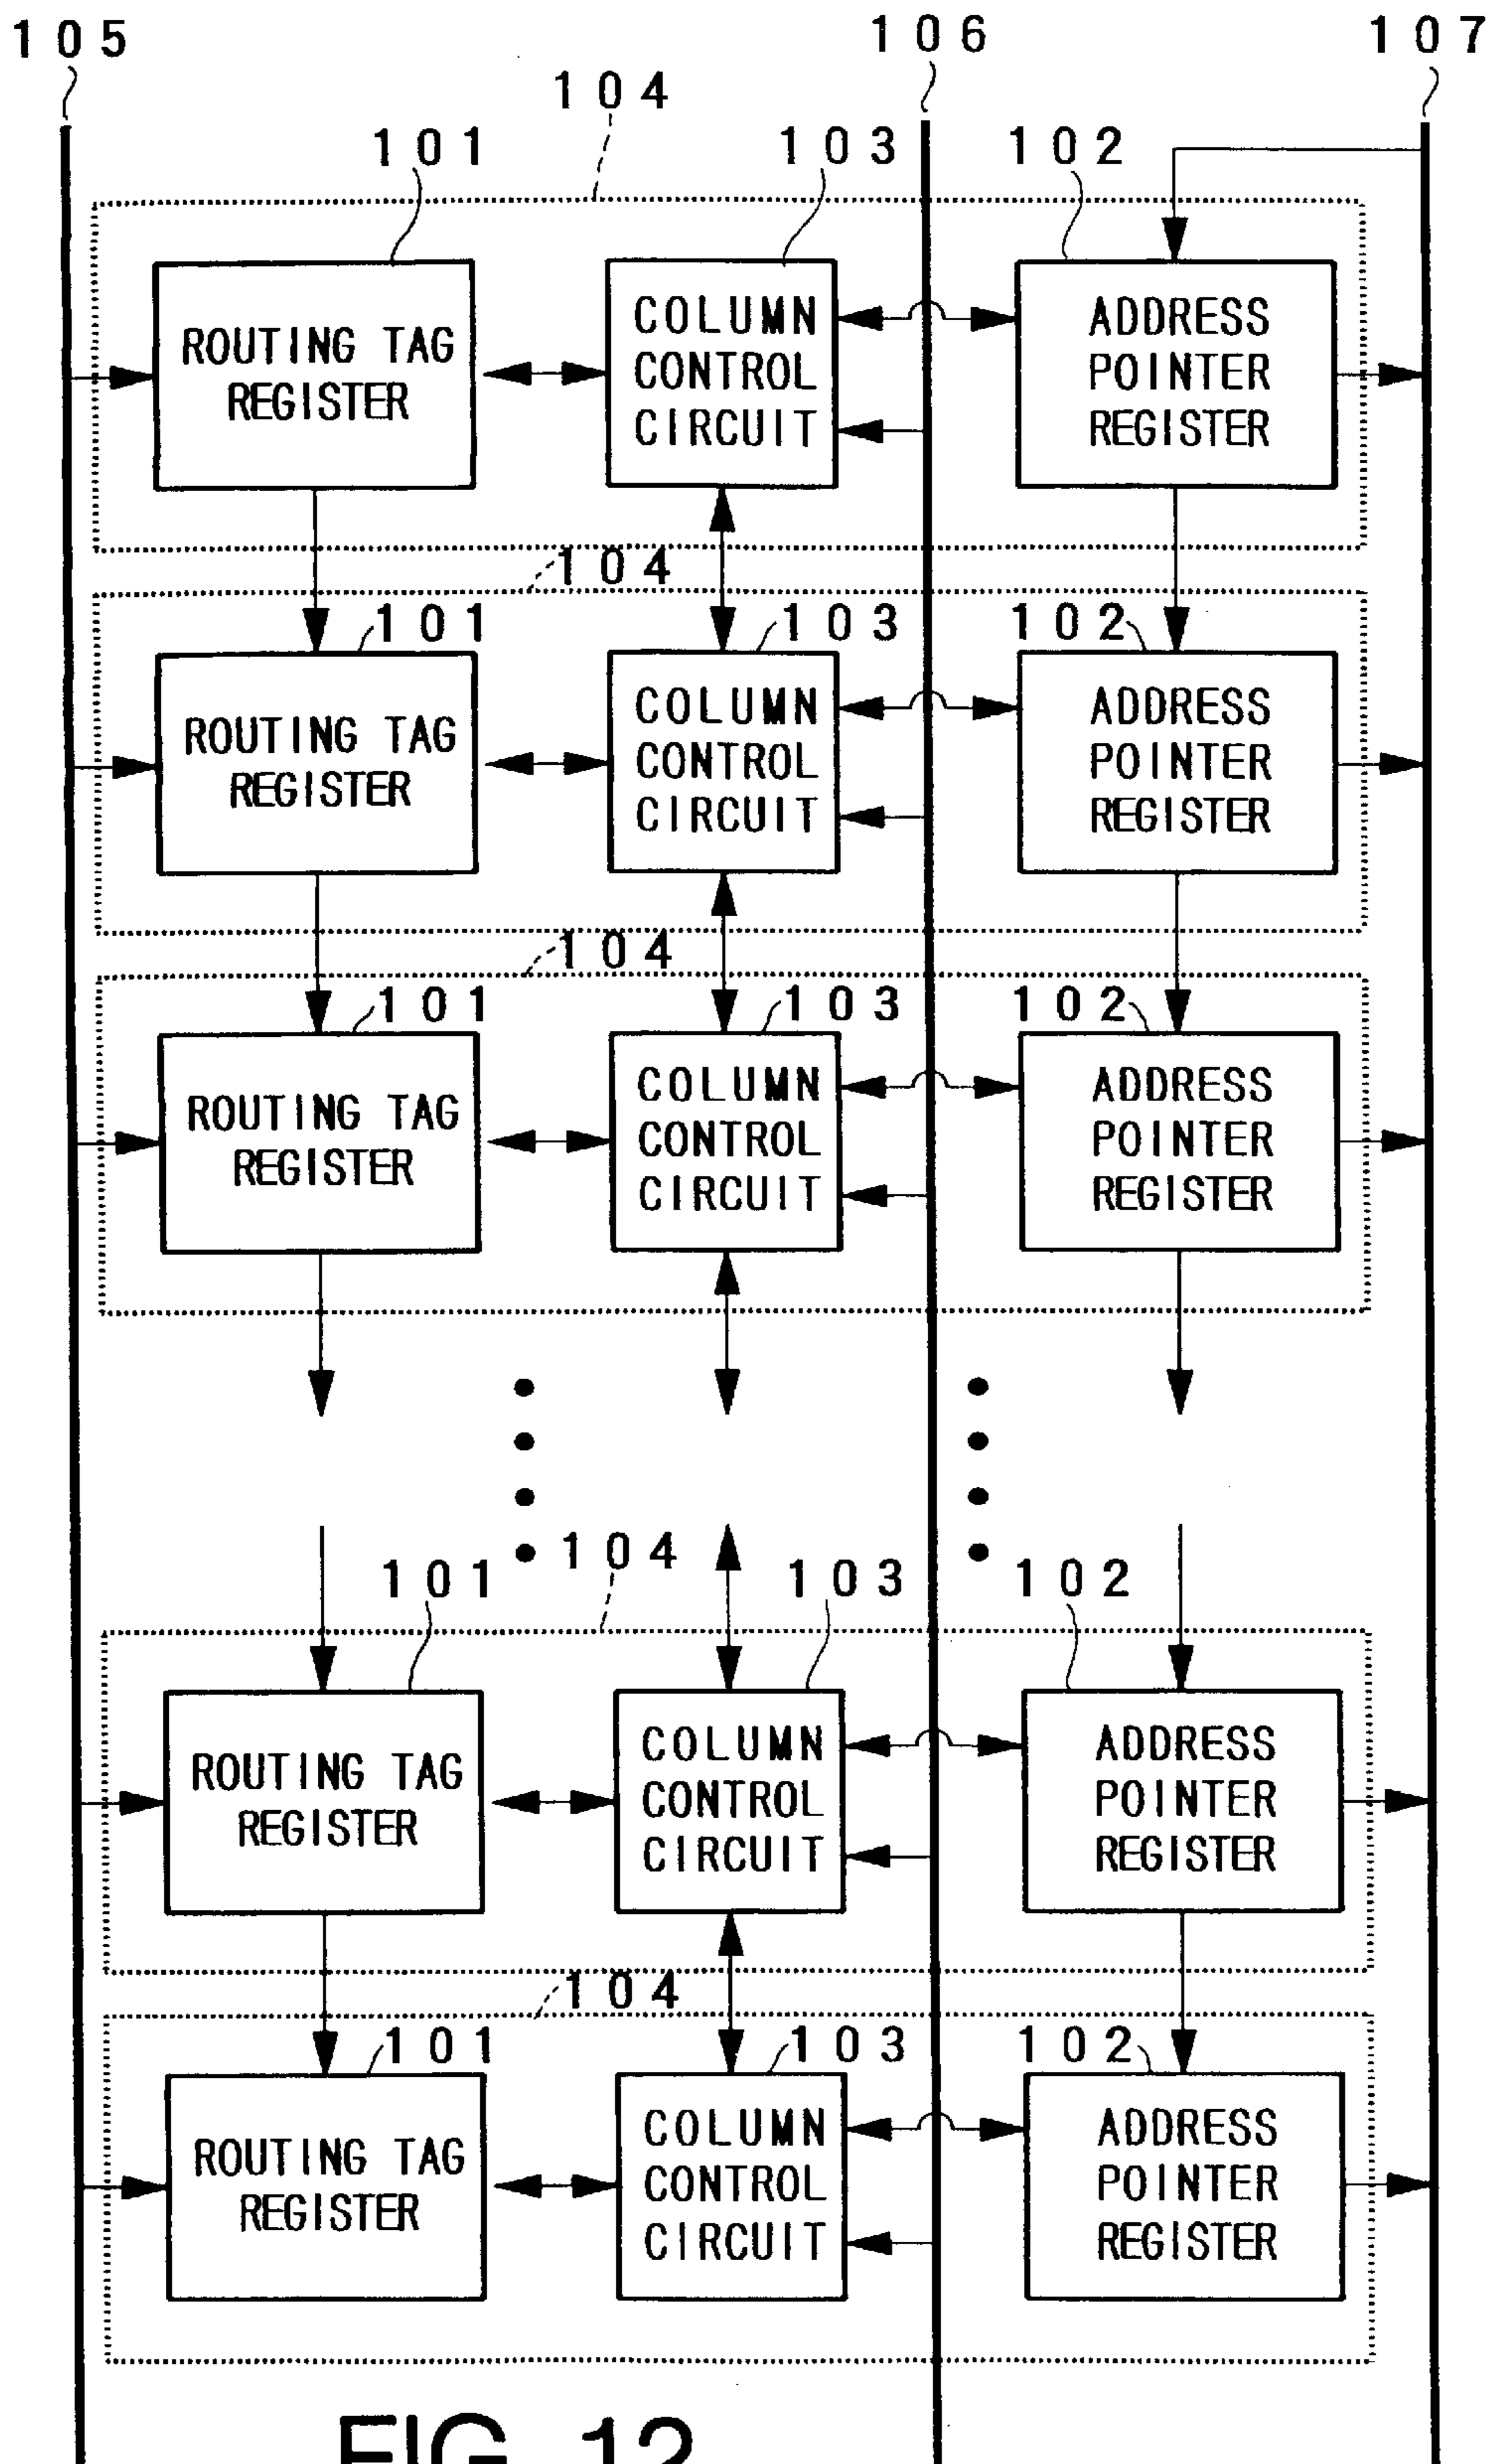 105
106
107
104
101
103
102
ROUTING TAG
REGISTER
COLUMN
CONTROL
CIRCUIT
ADDRESS
POINTER
REGISTER
104
101
103
102
ROUTING TAG
REGISTER
COLUMN
CONTROL
CIRCUIT
ADDRESS
POINTER
REGISTER
104
101
103
102
ROUTING TAG
REGISTER
COLUMN
CONTROL
CIRCUIT
ADDRESS
POINTER
REGISTER
104
101
103
102
ROUTING TAG
REGISTER
COLUMN
CONTROL
CIRCUIT
ADDRESS
POINTER
REGISTER
104
101
103
102
ROUTING TAG
REGISTER
COLUMN
CONTROL
CIRCUIT
ADDRESS
POINTER
REGISTER
FIG. 12